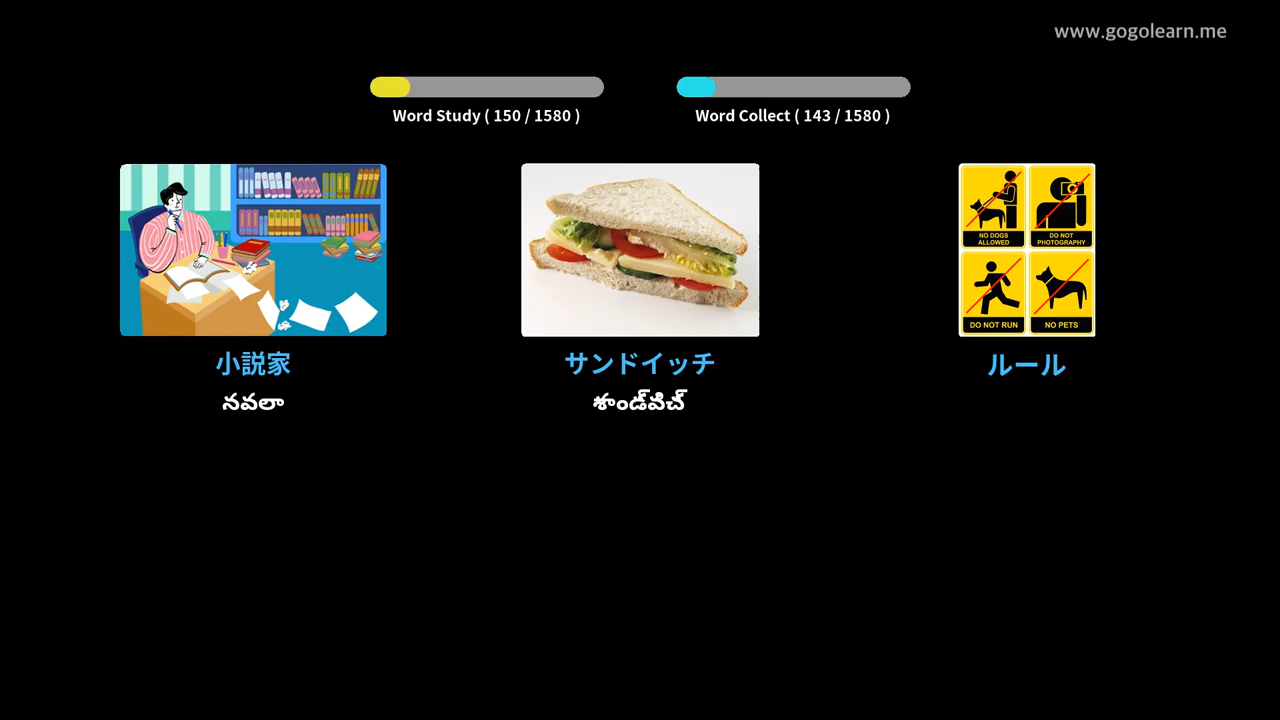 www.gogolearn.me
Word Study ( 150 / 1580 )
Word Collect ( 143 / 1580 )
NO DOGS
ALLOWED
DO NOT
PHOTOGRAPHY
DO NOT RUN
NO PETS
小説家
サンドイッチ
ルール
నవలా
శాండ్‌విచ్